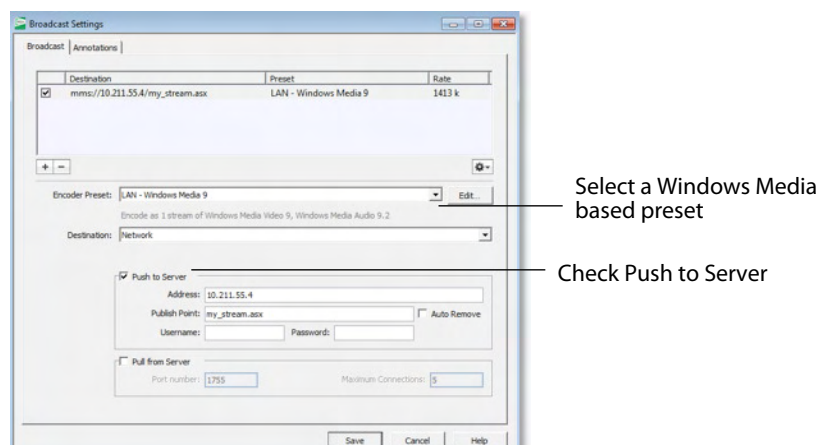 Broadcast Settings
Broadcast Annotations
Destination Preset Rate
mms://10.211.55.4/my_stream.asx LAN - Windows Media 9 1413 k
+ -
Encoder Preset: LAN - Windows Media 9 Edit...
Encode as 1 stream of Windows Media Video 9, Windows Media Audio 9.2
Destination: Network
Push to Server
Address: 10.211.55.4
Publish Point: my_stream.asx Auto Remove
Username: Password:
Pull from Server
Port number: 1755 Maximum Connections: 5
Save Cancel Help
Select a Windows Media
based preset
Check Push to Server